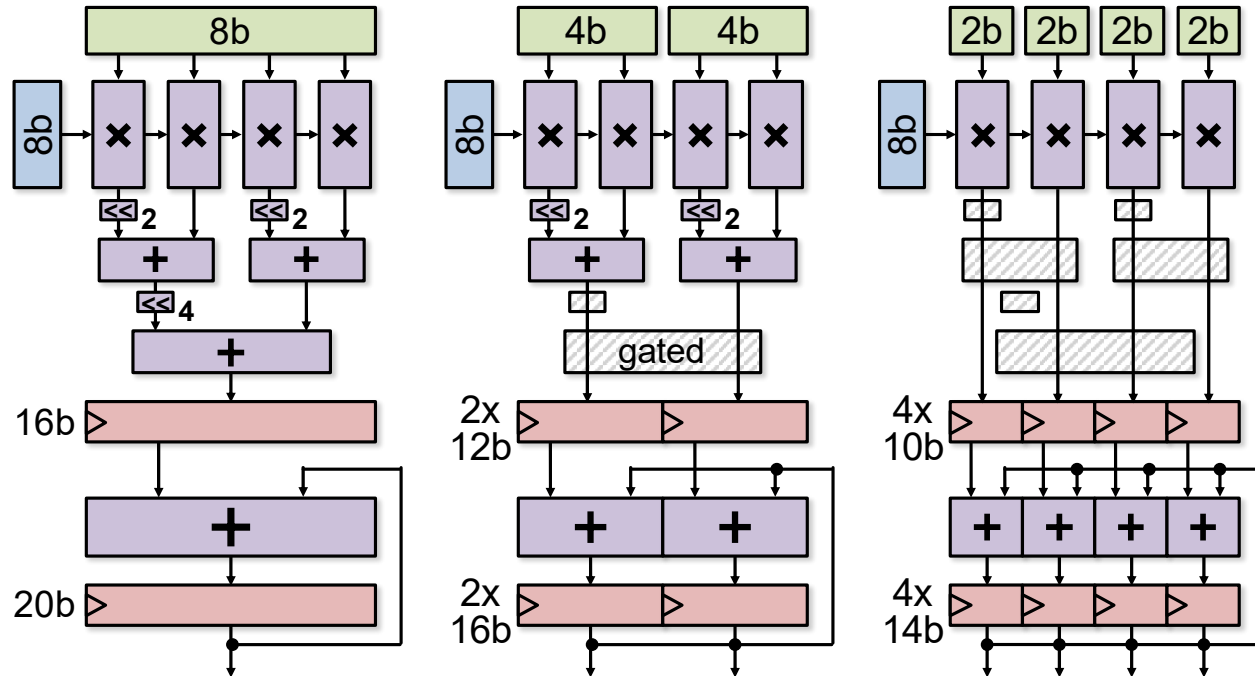 8b
8b
× × × ×
<< 2 << 2
+ +
<< 4
+
16b
+
20b
4b 4b
8b
× × × ×
<< 2 << 2
+ +
gated
2x
12b
+ +
2x
16b
2b 2b 2b 2b
8b
× × × ×
4x
10b
+ + + +
4x
14b